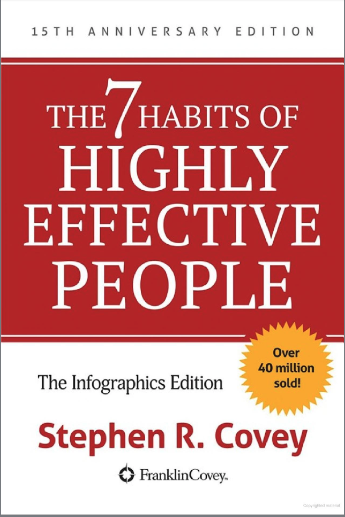 15TH ANNIVERSARY EDITION
THE 7 HABITS OF
HIGHLY
EFFECTIVE
PEOPLE
Over
40 million
sold!
The Infographics Edition
Stephen R. Covey
FranklinCovey™